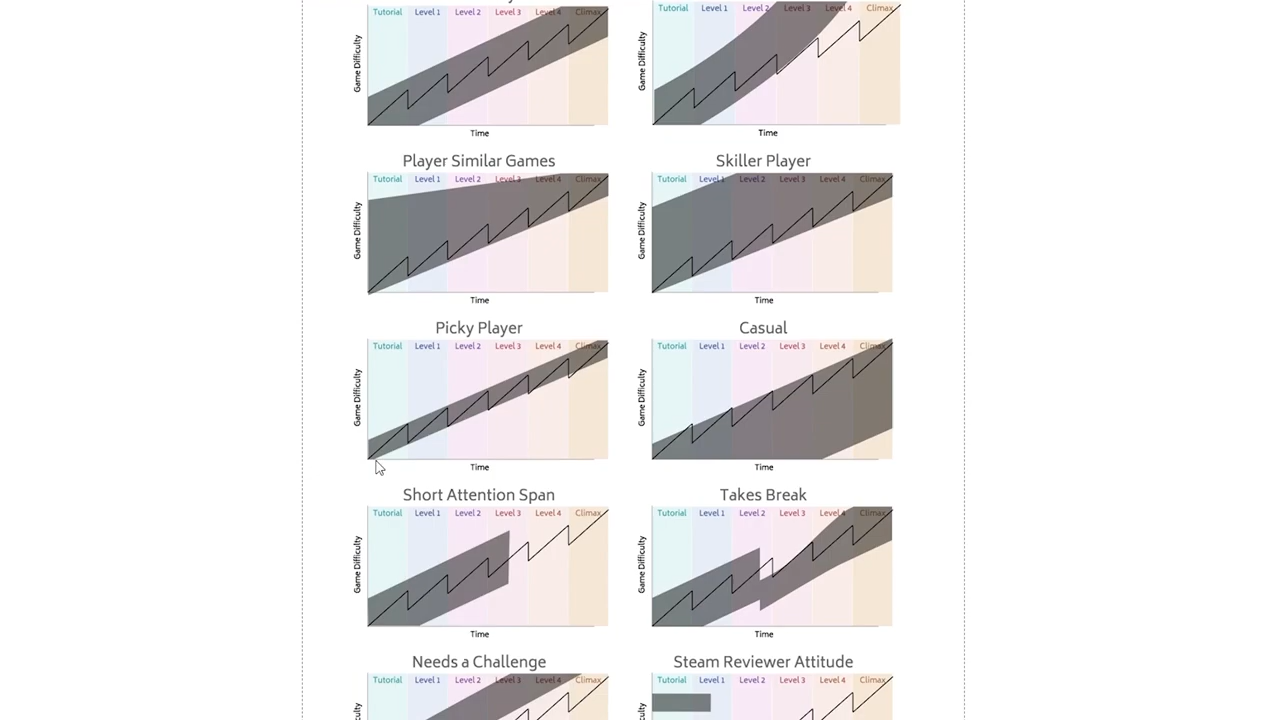 Tutorial Level 1 Level 2 Level 3 Level 4 Climax
Game Difficulty
Time
Tutorial Level 1 Level 2 Level 3 Level 4 Climax
Game Difficulty
Time
Player Similar Games
Tutorial Level 1 Level 2 Level 3 Level 4 Climax
Game Difficulty
Time
Skiller Player
Tutorial Level 1 Level 2 Level 3 Level 4 Climax
Game Difficulty
Time
Picky Player
Tutorial Level 1 Level 2 Level 3 Level 4 Climax
Game Difficulty
Time
Casual
Tutorial Level 1 Level 2 Level 3 Level 4 Climax
Game Difficulty
Time
Short Attention Span
Tutorial Level 1 Level 2 Level 3 Level 4 Climax
Game Difficulty
Time
Takes Break
Tutorial Level 1 Level 2 Level 3 Level 4 Climax
Game Difficulty
Time
Needs a Challenge
Tutorial Level 1 Level 2 Level 3 Level 4 Climax
Steam Reviewer Attitude
Tutorial Level 1 Level 2 Level 3 Level 4 Climax